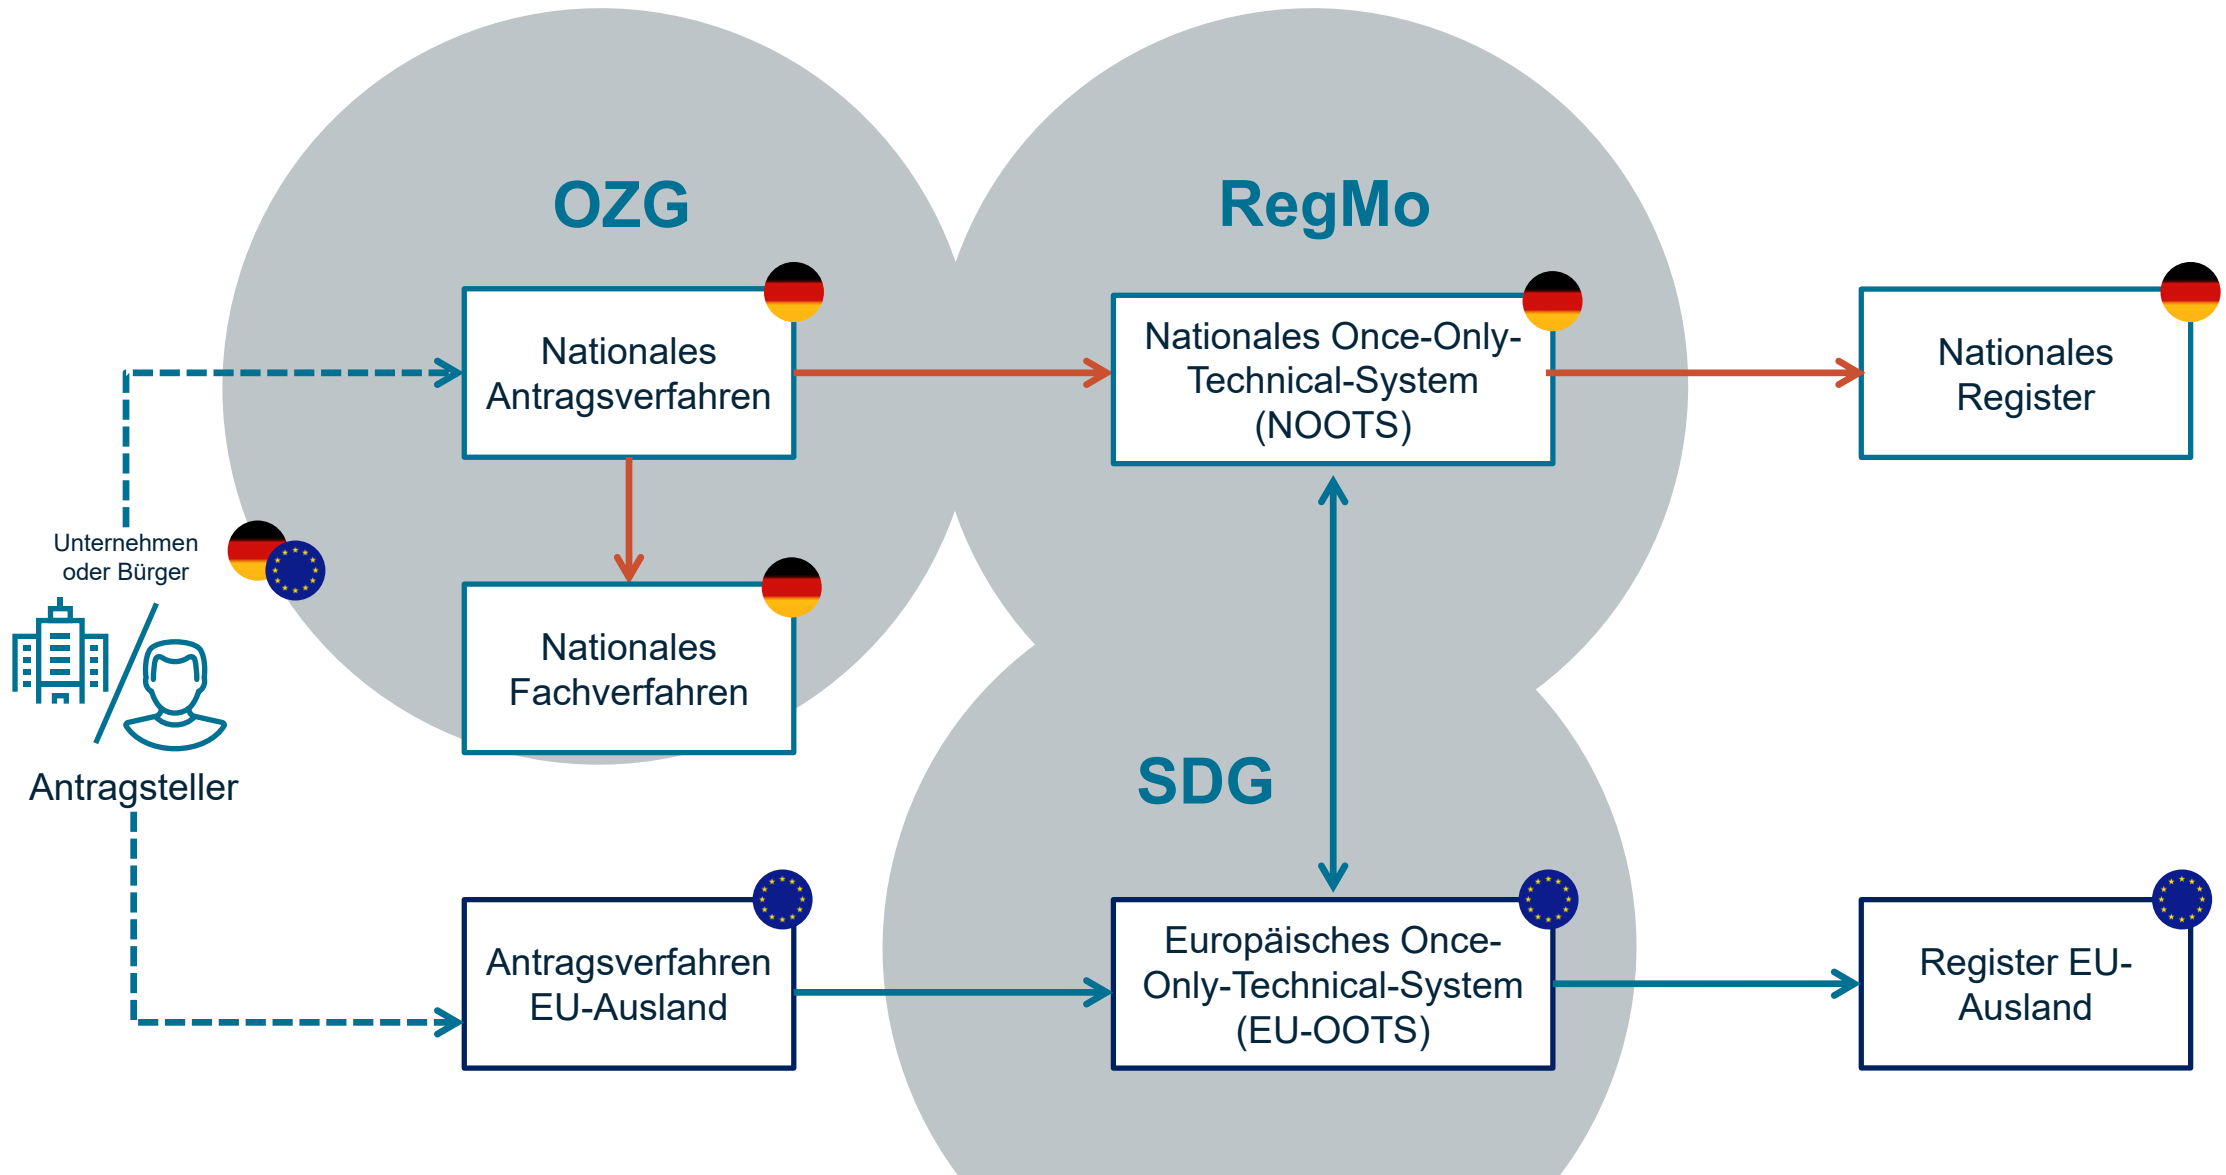 OZG
RegMo
Nationales
Antragsverfahren
Nationales Once-Only-
Technical-System
(NOOTS)
Nationales
Register
Unternehmen
oder Bürger
Nationales
Fachverfahren
Antragsteller
SDG
Antragsverfahren
EU-Ausland
Europäisches Once-
Only-Technical-System
(EU-OOTS)
Register EU-
Ausland